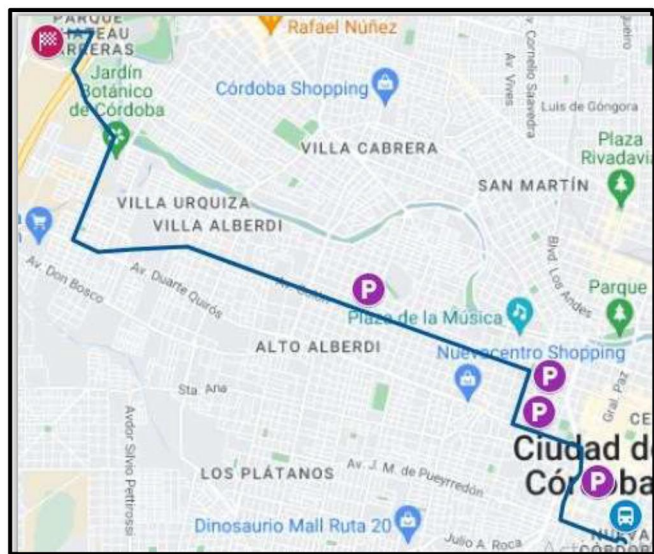 PARQUE
CHATEAU
CARRERAS
Rafael Núñez
Av. Cornelio Saavedra
Av. Vives
Jardín
Botánico
de Córdoba
Córdoba Shopping
Luis de Góngora
VILLA CABRERA
Plaza
Rivadavia
SAN MARTÍN
VILLA URQUIZA
VILLA ALBERDI
Av. Don Bosco
Av. Duarte Quirós
Av. Colón
Blvd. Los Andes
Parque
P
Plaza de la Música
ALTO ALBERDI
Nuevocentro Shopping
P
Gral. Paz
Sta. Ana
P
CE
Avdor Silvio Pettirossi
Ciudad de
Córdoba
LOS PLÁTANOS
Av. J. M. de Pueyrredón
P
Dinosaurio Mall Ruta 20
Julio A. Roca
NUEVA